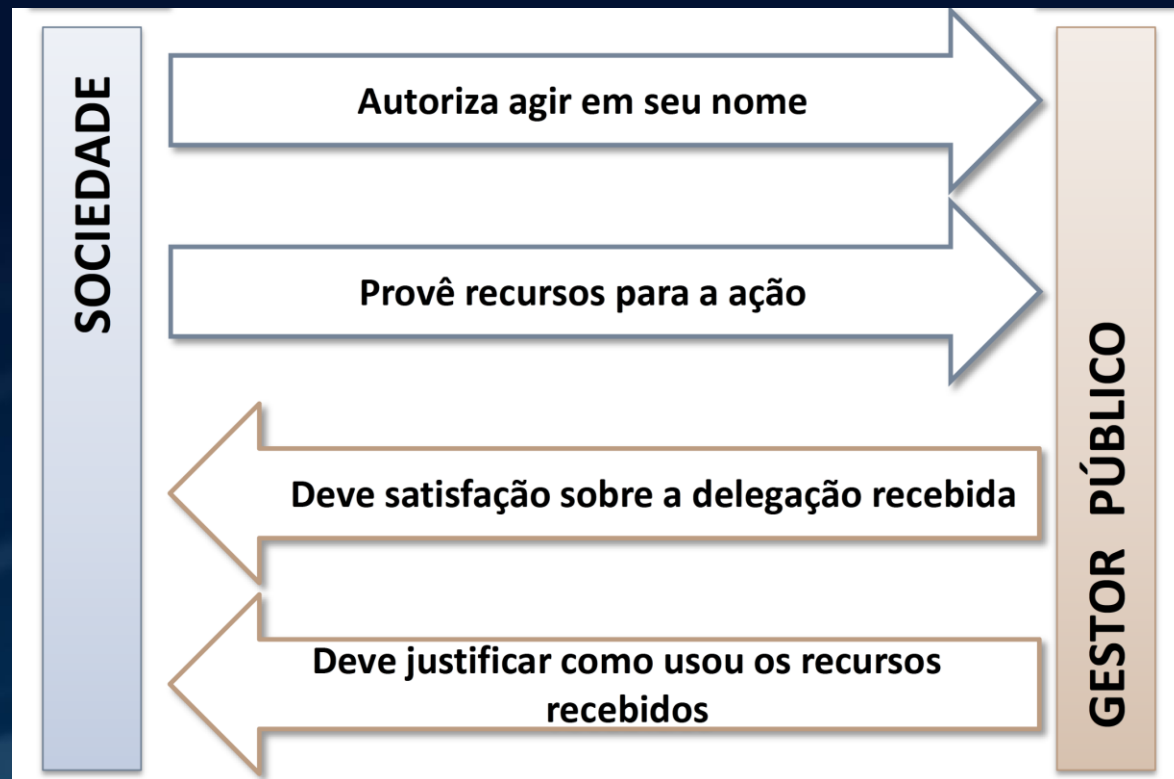 SOCIEDADE
Autoriza agir em seu nome
Provê recursos para a ação
Deve satisfação sobre a delegação recebida
Deve justificar como usou os recursos
recebidos
GESTOR PÚBLICO